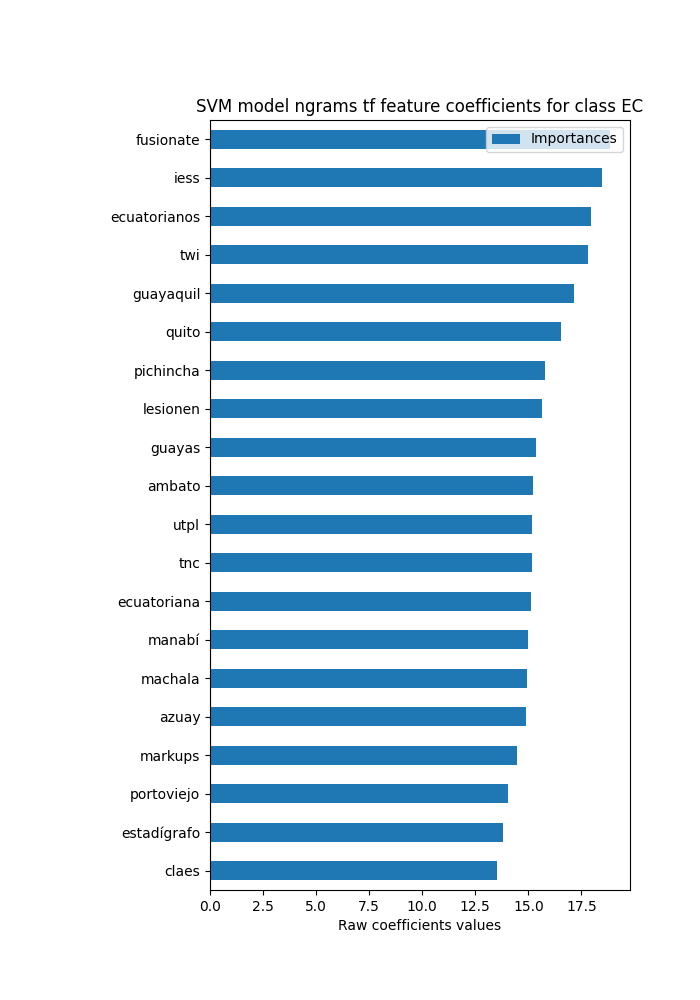 SVM model ngrams tf feature coefficients for class EC
Importances
fusionate
iess
ecuatorianos
twi
guayaquil
quito
pichincha
lesionen
guayas
ambato
utpl
tnc
ecuatoriana
manabí
machala
azuay
markups
portoviejo
estadígrafo
claes
0.0 2.5 5.0 7.5 10.0 12.5 15.0 17.5
Raw coefficients values